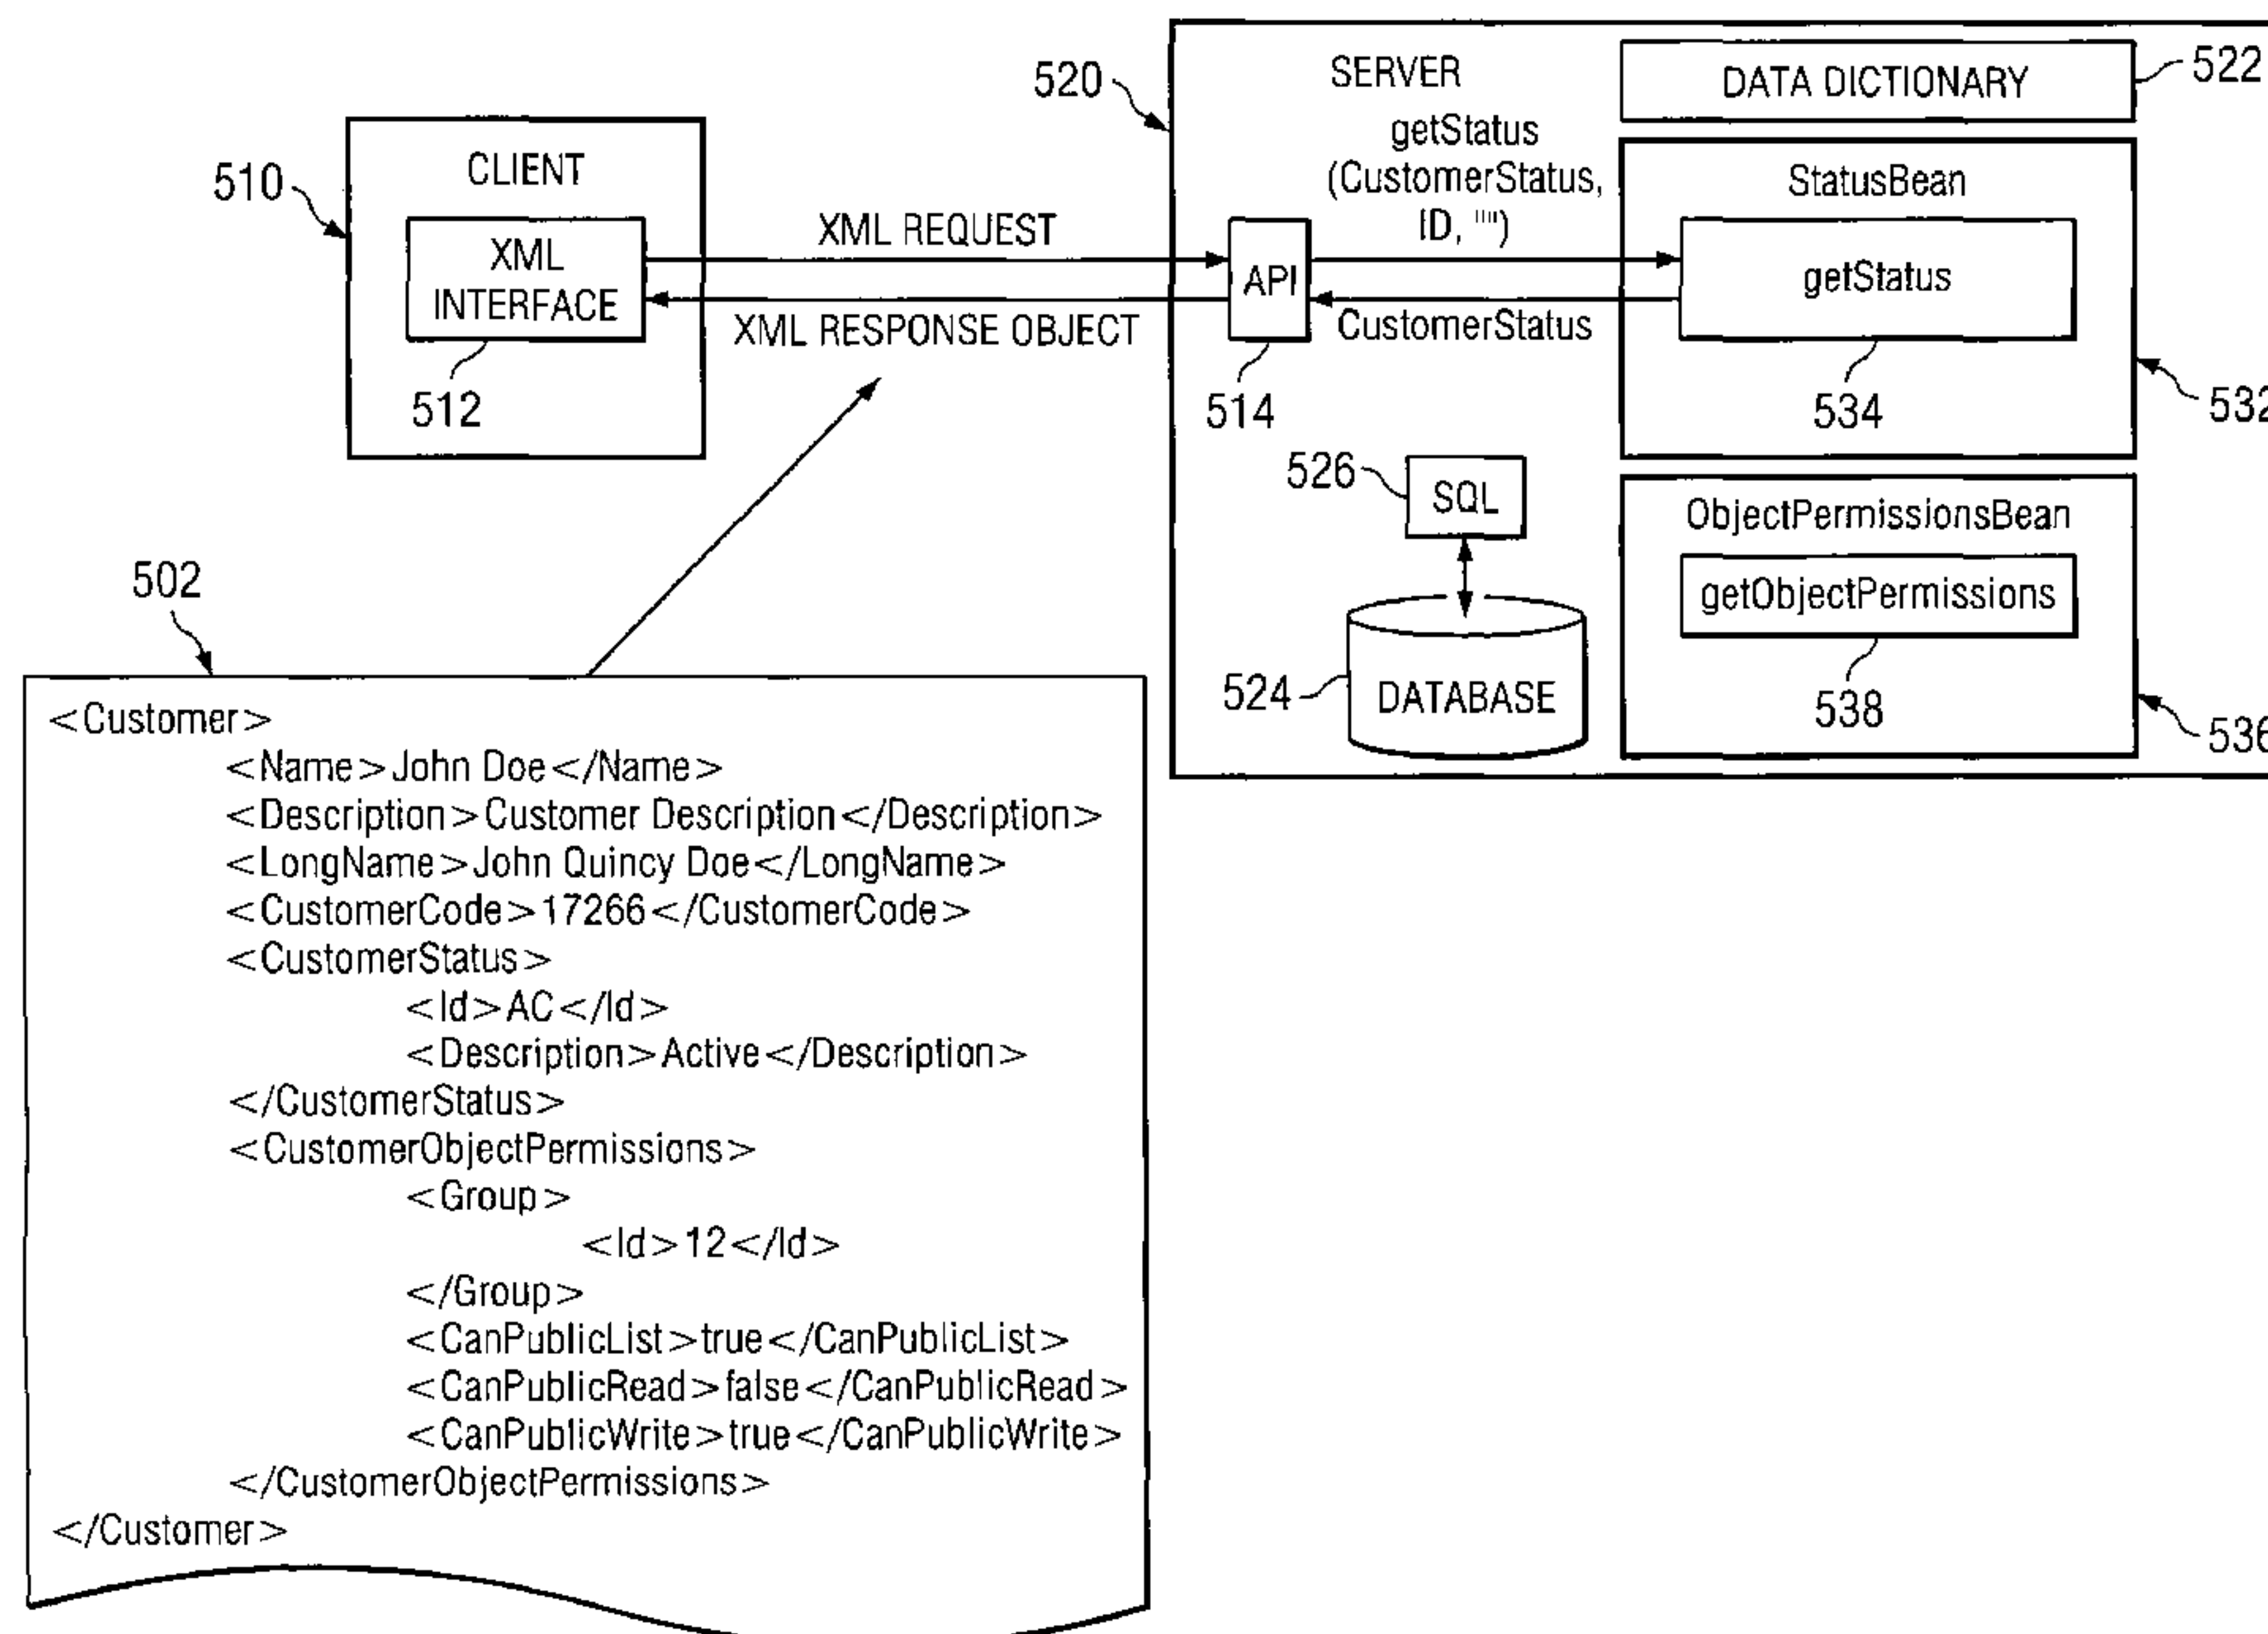 520
SERVER
DATA DICTIONARY
522
getStatus
(CustomerStatus,
ID, "")
510
CLIENT
XML
INTERFACE
512
XML REQUEST
XML RESPONSE OBJECT
API
514
CustomerStatus
StatusBean
getStatus
534
532
526
SQL
524
DATABASE
ObjectPermissionsBean
getObjectPermissions
538
536
502
<Customer>
<Name>John Doe</Name>
<Description>Customer Description</Description>
<LongName>John Quincy Doe</LongName>
<CustomerCode>17266</CustomerCode>
<CustomerStatus>
<Id>AC</Id>
<Description>Active</Description>
</CustomerStatus>
<CustomerObjectPermissions>
<Group>
<Id>12</Id>
</Group>
<CanPublicList>true</CanPublicList>
<CanPublicRead>false</CanPublicRead>
<CanPublicWrite>true</CanPublicWrite>
</CustomerObjectPermissions>
</Customer>